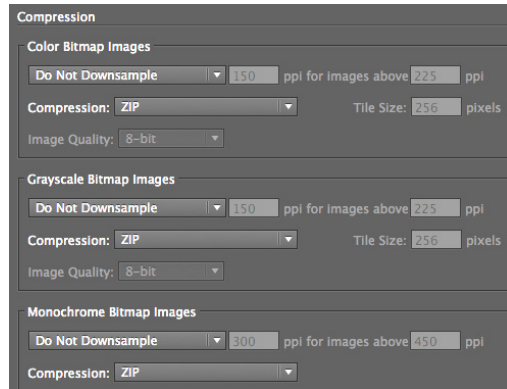 Compression
Color Bitmap Images
Do Not Downsample 150 ppi for images above 225 ppi
Compression: ZIP Tile Size: 256 pixels
Image Quality: 8-bit
Grayscale Bitmap Images
Do Not Downsample 150 ppi for images above 225 ppi
Compression: ZIP Tile Size: 256 pixels
Image Quality: 8-bit
Monochrome Bitmap Images
Do Not Downsample 300 ppi for images above 450 ppi
Compression: ZIP